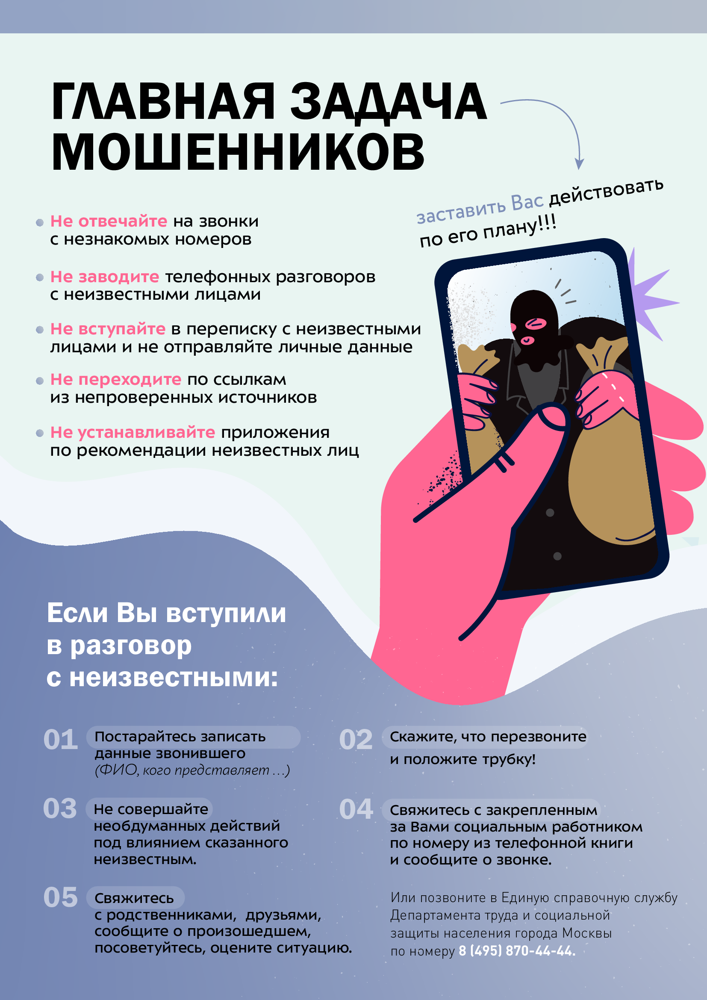 ГЛАВНАЯ ЗАДАЧА
МОШЕННИКОВ
заставить Вас действовать
по его плану!!!
Не отвечайте на звонки
с незнакомых номеров
Не заводите телефонных разговоров
с неизвестными лицами
Не вступайте в переписку с неизвестными
лицами и не отправляйте личные данные
Не переходите по ссылкам
из непроверенных источников
Не устанавливайте приложения
по рекомендации неизвестных лиц
Если Вы вступили
в разговор
с неизвестными:
01 Постарайтесь записать
данные звонившего
(ФИО, кого представляет ...)
02 Скажите, что перезвоните
и положите трубку!
03 Не совершайте
необдуманных действий
под влиянием сказанного
неизвестным.
04 Свяжитесь с закрепленным
за Вами социальным работником
по номеру из телефонной книги
и сообщите о звонке.
05 Свяжитесь
с родственниками, друзьями,
сообщите о произошедшем,
посоветуйтесь, оцените ситуацию.
Или позвоните в Единую справочную службу
Департамента труда и социальной
защиты населения города Москвы
по номеру 8 (495) 870-44-44.